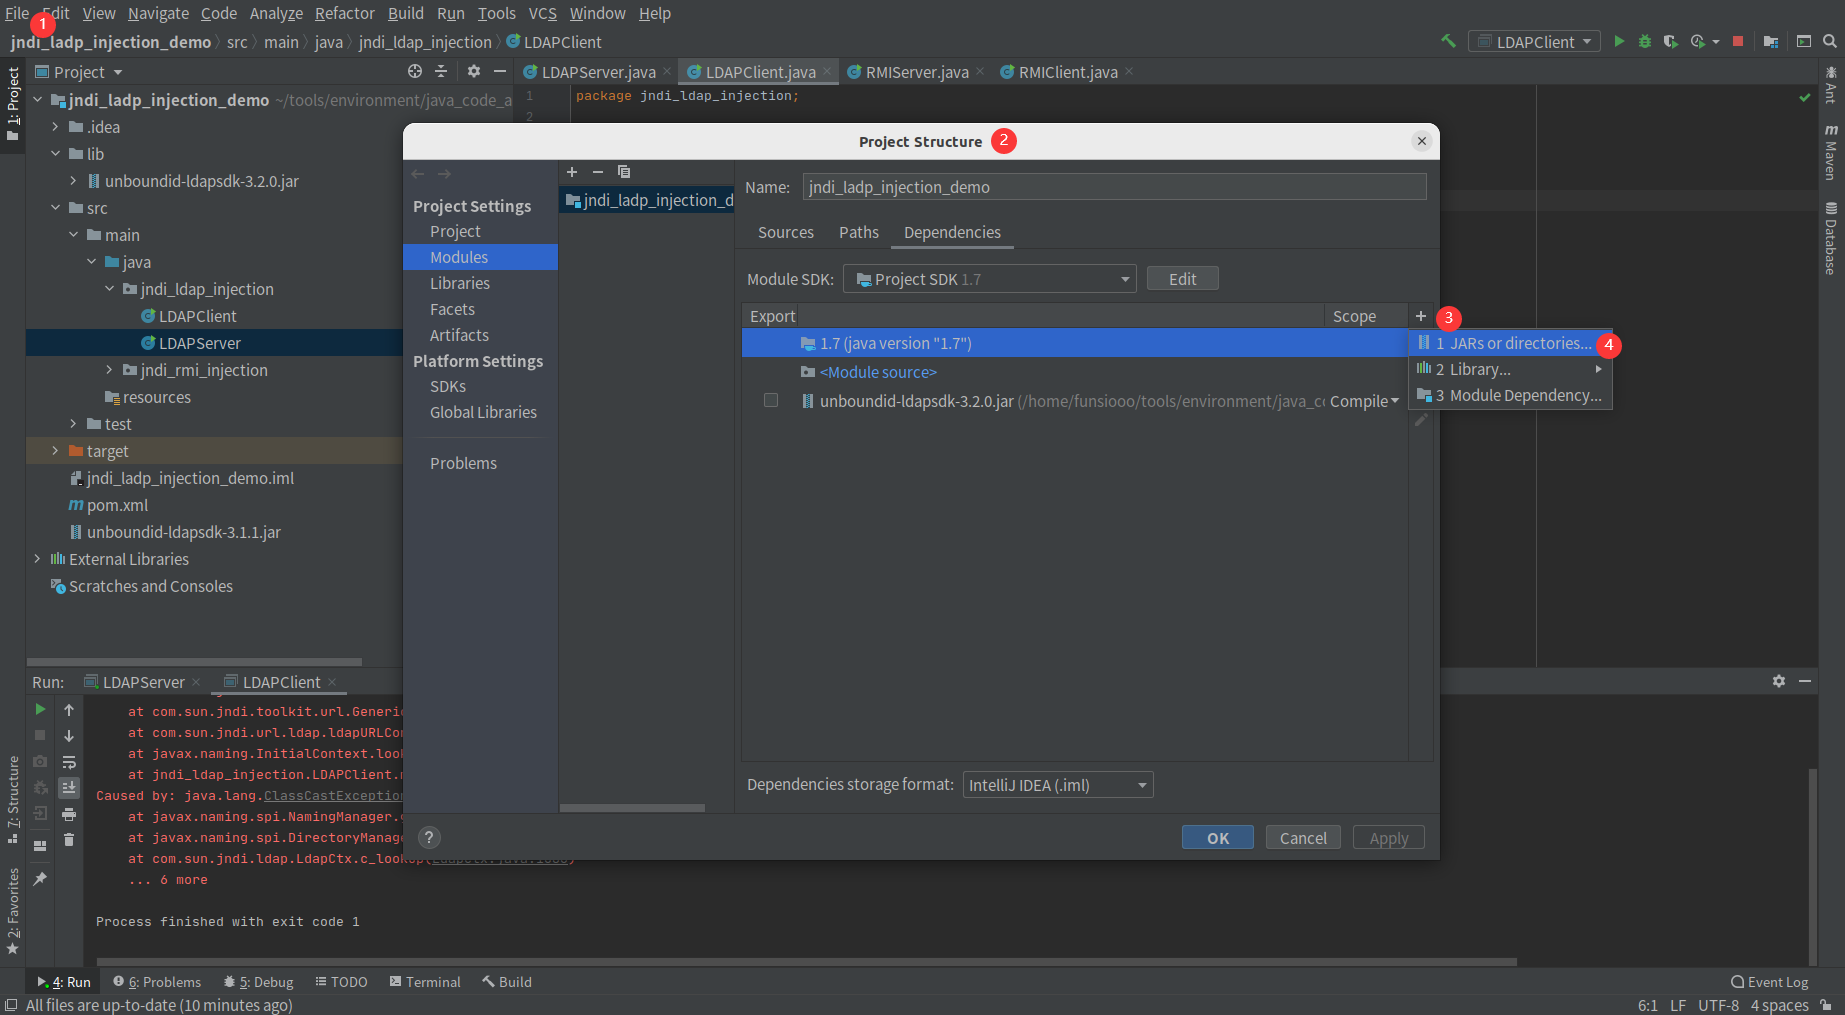 File Edit View Navigate Code Analyze Refactor Build Run Tools VCS Window Help
1
jndi_ladp_injection_demo src main java jndi_ldap_injection LDAPClient
LDAPClient
Project
LDAPServer.java LDAPClient.java RMIServer.java RMIClient.java
1: Project
jndi_ladp_injection_demo ~/tools/environment/java_code_a
.idea
lib
unboundid-ldapsdk-3.2.0.jar
src
main
java
jndi_ldap_injection
LDAPClient
LDAPServer
jndi_rmi_injection
resources
test
target
jndi_ladp_injection_demo.iml
pom.xml
unboundid-ldapsdk-3.1.1.jar
External Libraries
Scratches and Consoles
1 package jndi_ldap_injection;
2
Ant
Maven
Database
Project Structure 2
Project Settings
Project
Modules
Libraries
Facets
Artifacts
Platform Settings
SDKs
Global Libraries
Problems
jndi_ladp_injection_d
Name: jndi_ladp_injection_demo
Sources Paths Dependencies
Module SDK: Project SDK 1.7 Edit
Export Scope
3
1.7 (java version "1.7")
<Module source>
unboundid-ldapsdk-3.2.0.jar (/home/funsiooo/tools/environment/java_co Compile
1 JARs or directories... 4
2 Library...
3 Module Dependency...
Dependencies storage format: IntelliJ IDEA (.iml)
? OK Cancel Apply
Run: LDAPServer LDAPClient
at com.sun.jndi.toolkit.url.Generic
at com.sun.jndi.url.ldap.ldapURLCon
at javax.naming.InitialContext.look
at jndi_ldap_injection.LDAPClient.m
Caused by: java.lang.ClassCastException
at javax.naming.spi.NamingManager.
at javax.naming.spi.DirectoryManage
at com.sun.jndi.ldap.LdapCtx.c_lookup(
... 6 more
Process finished with exit code 1
7: Structure
2: Favorites
4: Run 6: Problems 5: Debug TODO Terminal Build Event Log
All files are up-to-date (10 minutes ago) 6:1 LF UTF-8 4 spaces